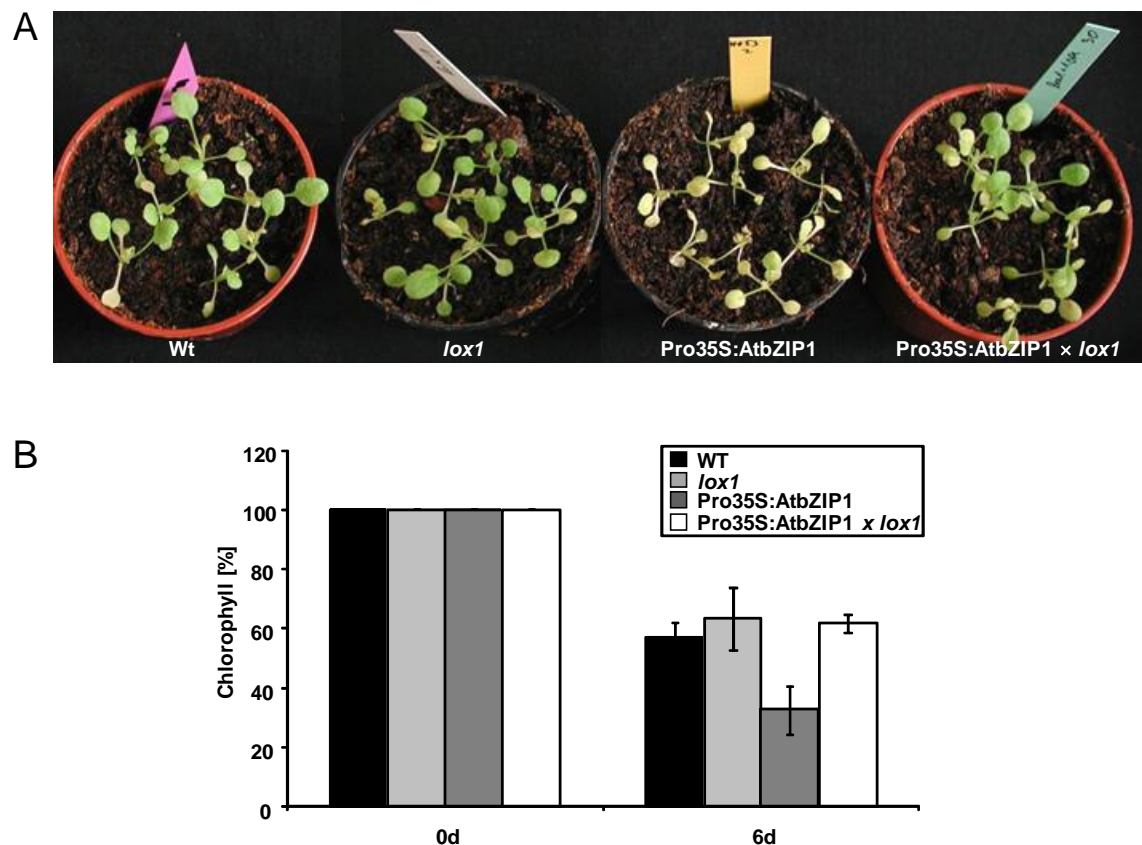 A
Wt
lox1
Pro35S:AtbZIP1
Pro35S:AtbZIP1 × lox1
B
120
100
80
60
40
20
0
Chlorophyll [%]
WT
lox1
Pro35S:AtbZIP1
Pro35S:AtbZIP1 x lox1
0d
6d